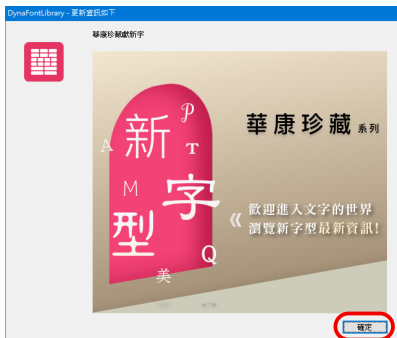 DynaFontLibrary - 更新資訊如下
華康珍藏獻新字
新字型
P
A
T
M
Q
美
華康珍藏 系列
《 歡迎進入文字的世界
瀏覽新字型最新資訊!
確定